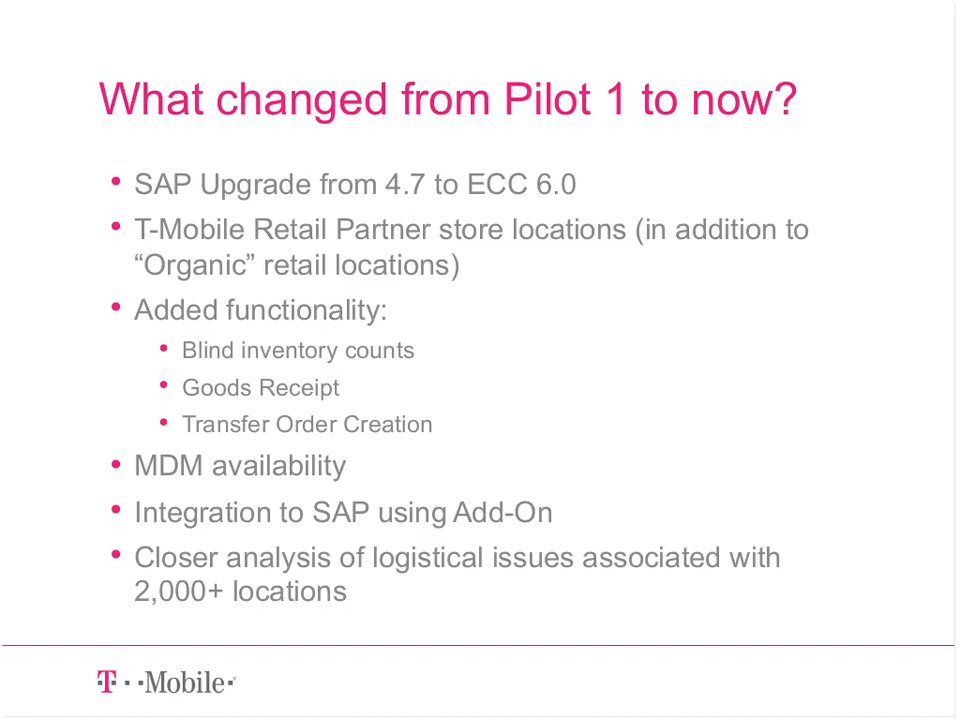 What changed from Pilot 1 to now?
• SAP Upgrade from 4.7 to ECC 6.0
• T-Mobile Retail Partner store locations (in addition to
“Organic” retail locations)
• Added functionality:
• Blind inventory counts
• Goods Receipt
• Transfer Order Creation
• MDM availability
• Integration to SAP using Add-On
• Closer analysis of logistical issues associated with
2,000+ locations
T··Mobile·®